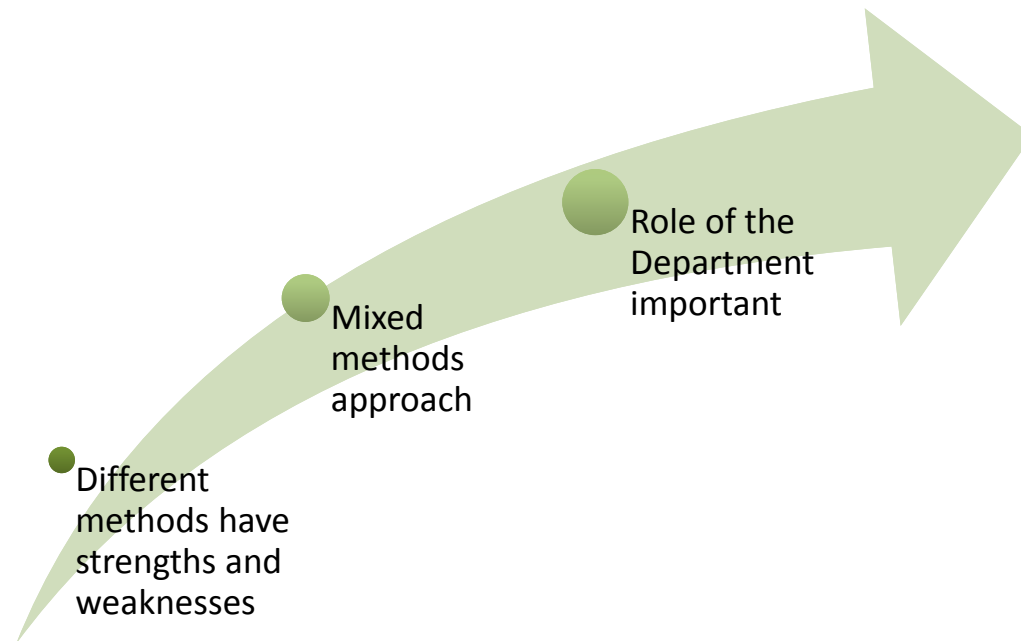 Different
methods have
strengths and
weaknesses
Mixed
methods
approach
Role of the
Department
important